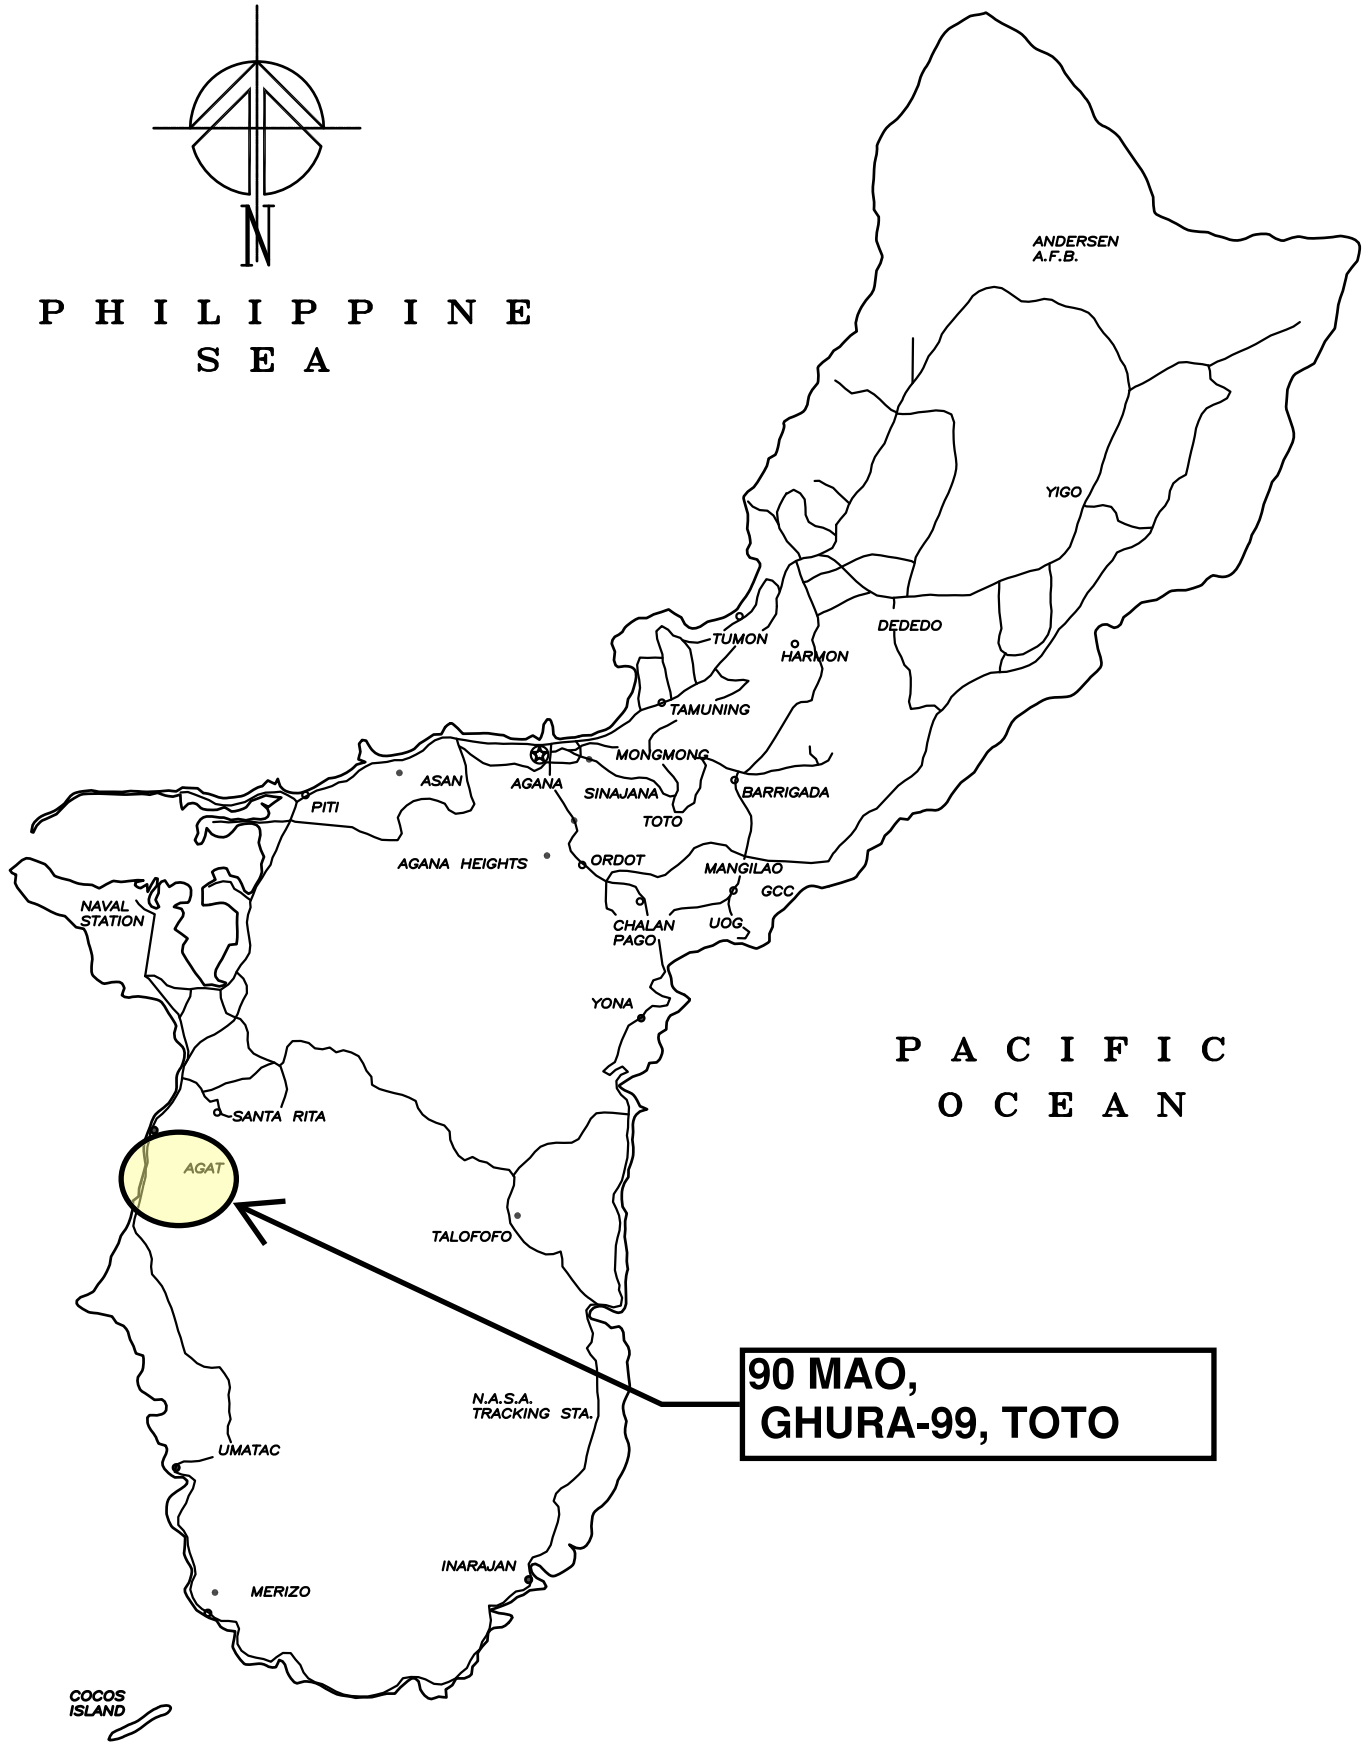 N
PHILIPPINE
SEA
ANDERSEN
A.F.B.
YIGO
DEDEDO
TUMON
HARMON
TAMUNING
MONGMONG
ASAN
AGANA
SINAJANA
BARRIGADA
PITI
TOTO
AGANA HEIGHTS
ORDOT
MANGILAO
GCC
NAVAL
STATION
CHALAN
PAGO
UOG
YONA
PACIFIC
OCEAN
SANTA RITA
AGAT
TALOFOFO
90 MAO,
GHURA-99, TOTO
N.A.S.A.
TRACKING STA.
UMATAC
INARAJAN
MERIZO
COCOS
ISLAND